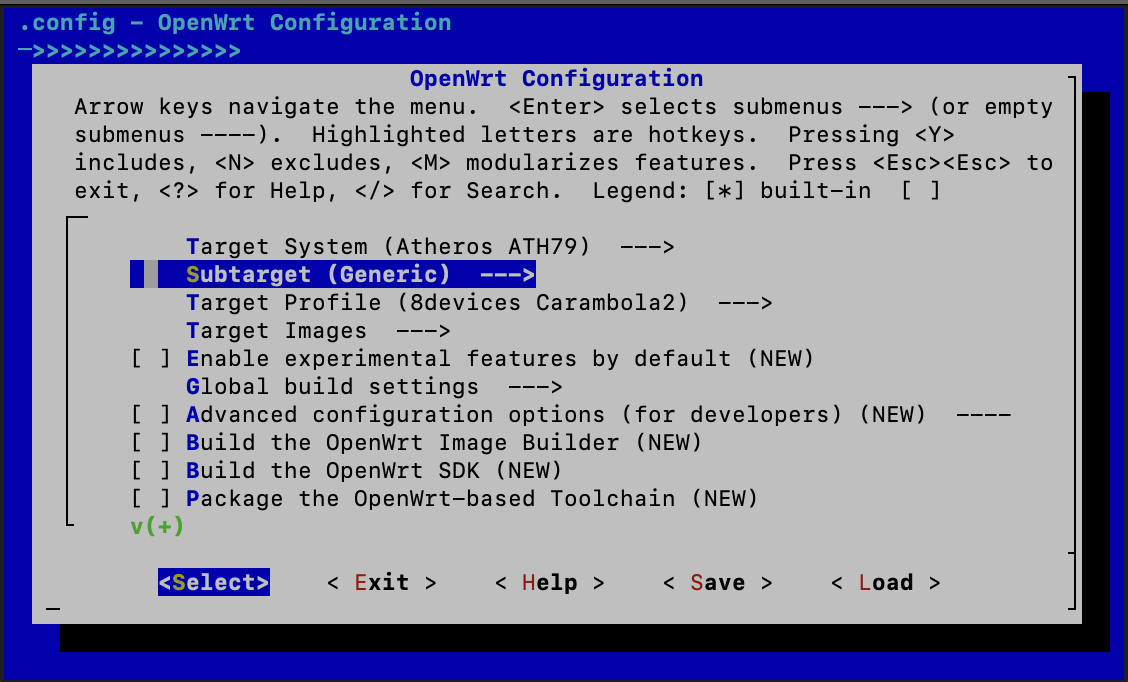 .config - OpenWrt Configuration
─>>>>>>>>>>>>>>>
OpenWrt Configuration
Arrow keys navigate the menu.  <Enter> selects submenus ---> (or empty
submenus ----).  Highlighted letters are hotkeys.  Pressing <Y>
includes, <N> excludes, <M> modularizes features.  Press <Esc><Esc> to
exit, <?> for Help, </> for Search.  Legend: [*] built-in  [ ]
Target System (Atheros ATH79)  --->
Subtarget (Generic)  --->
Target Profile (8devices Carambola2)  --->
Target Images  --->
[ ] Enable experimental features by default (NEW)
Global build settings  --->
[ ] Advanced configuration options (for developers) (NEW)  ----
[ ] Build the OpenWrt Image Builder (NEW)
[ ] Build the OpenWrt SDK (NEW)
[ ] Package the OpenWrt-based Toolchain (NEW)
v(+)
<Select>    < Exit >    < Help >    < Save >    < Load >